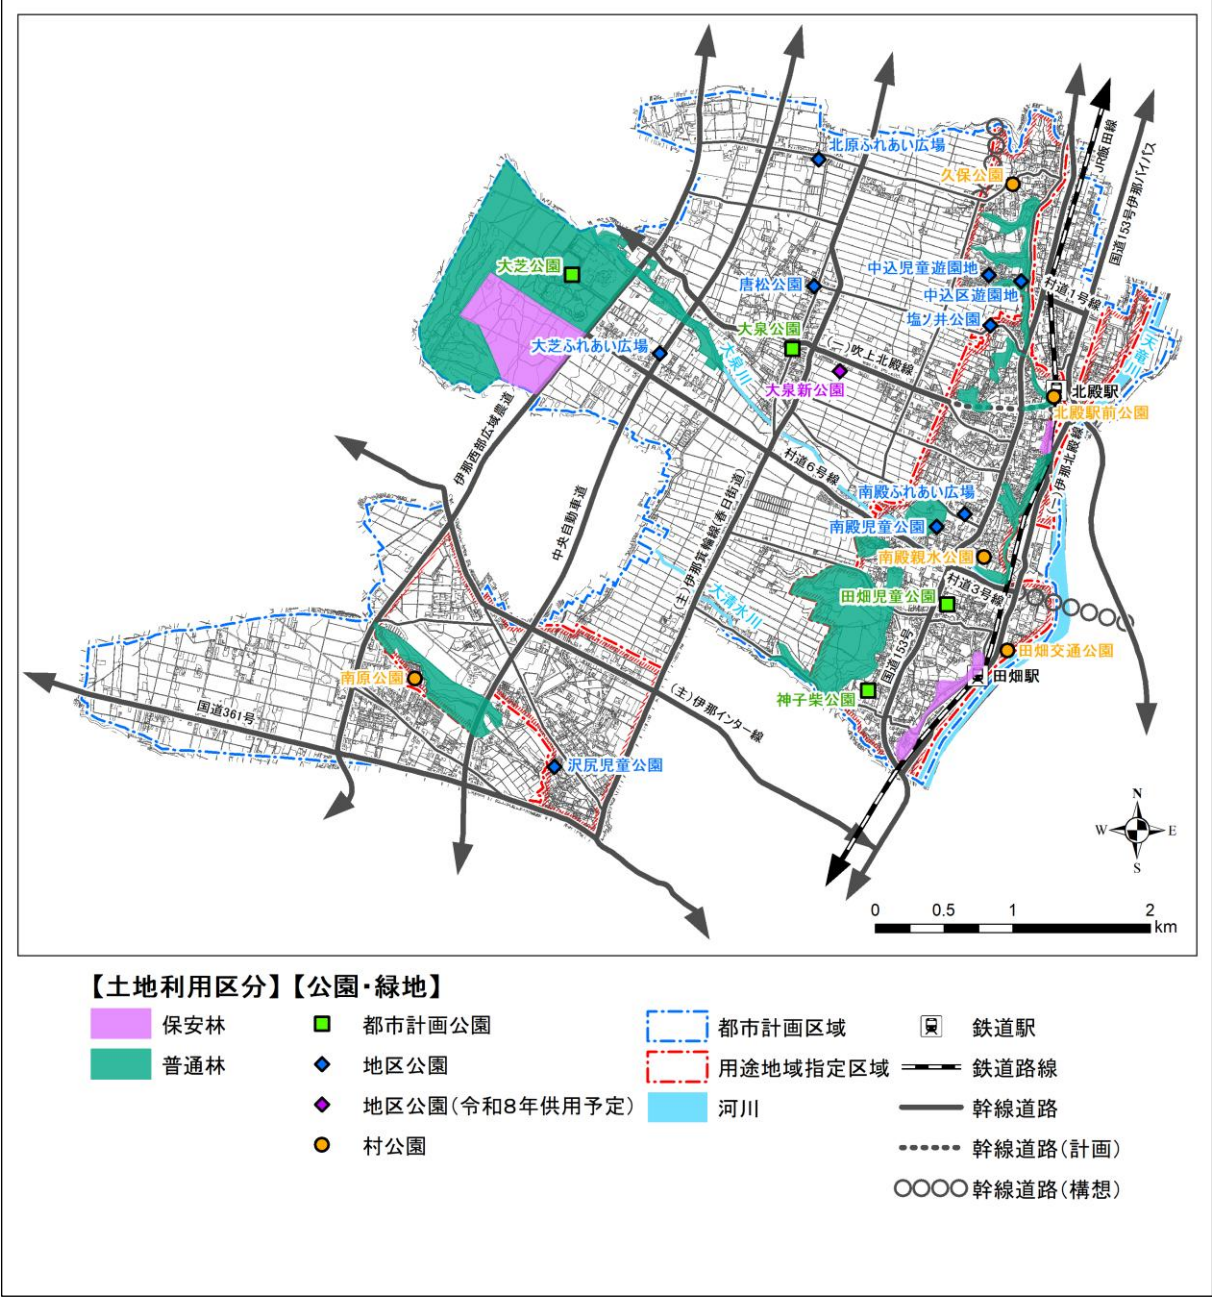 北原ふれあい広場
久保公園
JR飯田線
国道153号伊那バイパス
大芝公園
唐松公園
中込児童遊園地
中込区遊園地
村道1号線
塩ノ井公園
大泉公園
天竜川
大芝ふれあい広場
大泉川
(一)吹上北殿線
大泉新公園
北殿駅
北殿駅前公園
伊那西部広域農道
村道6号線
(一)伊那北殿線
中央自動車道
(主)伊那箕輪線(春日街道)
南殿ふれあい広場
南殿児童公園
南殿親水公園
村道3号線
大清水川
田畑児童公園
国道153号
田畑交通公園
田畑駅
南原公園
国道361号
神子柴公園
(主)伊那インター線
沢尻児童公園
N
W
E
S
0 0.5 1 2
km
【土地利用区分】【公園・緑地】
保安林
都市計画公園
都市計画区域
鉄道駅
普通林
地区公園
用途地域指定区域
鉄道路線
地区公園(令和8年供用予定)
河川
幹線道路
村公園
幹線道路(計画)
幹線道路(構想)